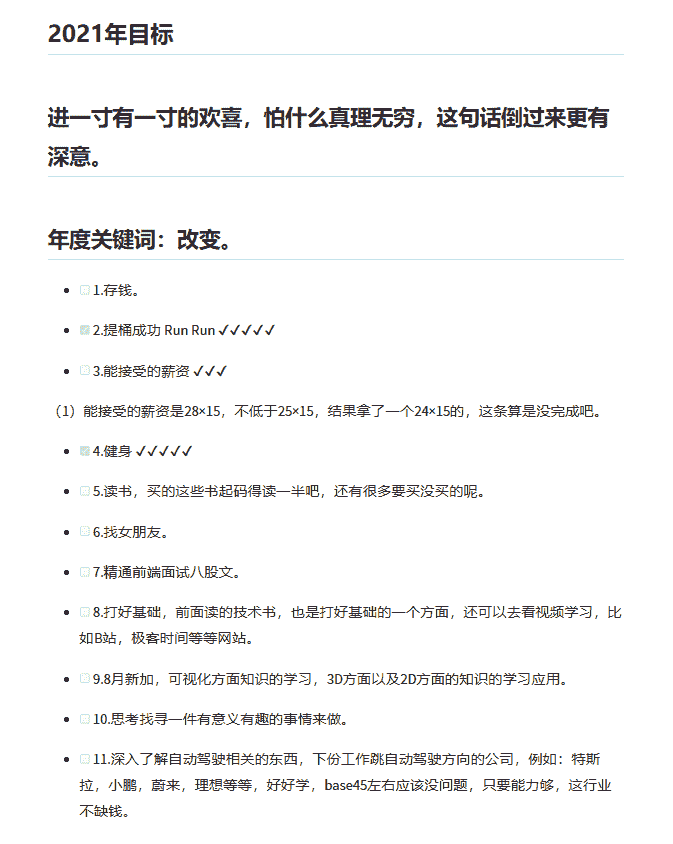 2021年目标
进一寸有一寸的欢喜，怕什么真理无穷，这句话倒过来更有
深意。
年度关键词：改变。
1.存钱。
2.提桶成功 Run Run ✓✓✓✓✓
3.能接受的薪资 ✓✓✓
（1）能接受的薪资是28×15，不低于25×15，结果拿了一个24×15的，这条算是没完成吧。
4.健身 ✓✓✓✓✓
5.读书，买的这些书起码得读一半吧，还有很多要买没买的呢。
6.找女朋友。
7.精通前端面试八股文。
8.打好基础，前面读的技术书，也是打好基础的一个方面，还可以去看视频学习，比
如B站，极客时间等等网站。
9.8月新加，可视化方面知识的学习，3D方面以及2D方面的知识的学习应用。
10.思考找寻一件有意义有趣的事情来做。
11.深入了解自动驾驶相关的东西，下份工作跳自动驾驶方向的公司，例如：特斯
拉，小鹏，蔚来，理想等等，好好学，base45左右应该没问题，只要能力够，这行业
不缺钱。